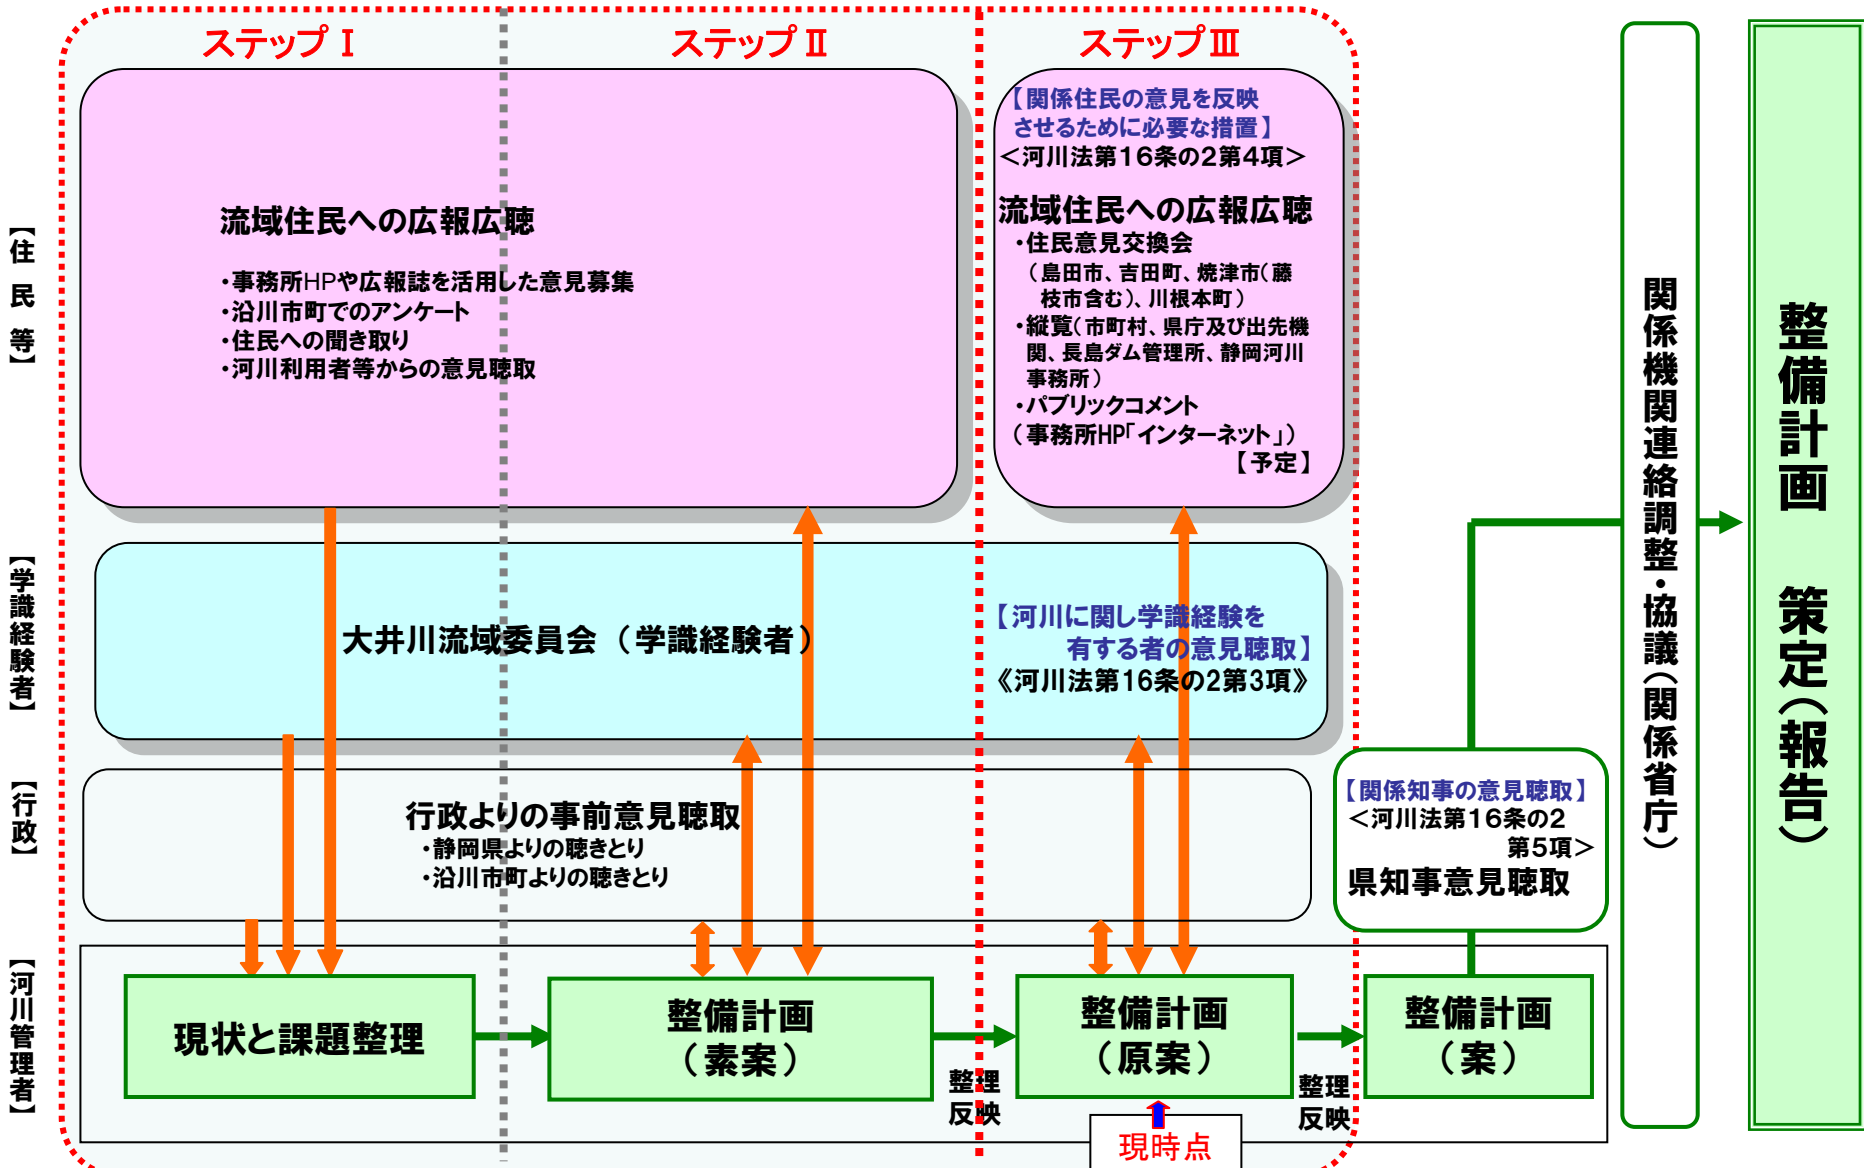 ステップⅠ
ステップⅡ
ステップⅢ
【住民等】
流域住民への広報広聴
・事務所HPや広報誌を活用した意見募集
・沿川市町でのアンケート
・住民への聞き取り
・河川利用者等からの意見聴取
【関係住民の意見を反映
させるために必要な措置】
＜河川法第16条の2第4項＞
流域住民への広報広聴
・住民意見交換会
（島田市、吉田町、焼津市（藤
枝市含む）、川根本町）
・縦覧（市町村、県庁及び出先機
関、長島ダム管理所、静岡河川
事務所）
・パブリックコメント
（事務所HP「インターネット」）
【予定】
【学識経験者】
大井川流域委員会（学識経験者）
【河川に関し学識経験を
有する者の意見聴取】
《河川法第16条の2第3項》
【行政】
行政よりの事前意見聴取
・静岡県よりの聴きとり
・沿川市町よりの聴きとり
【関係知事の意見聴取】
＜河川法第16条の2
第5項＞
県知事意見聴取
【河川管理者】
現状と課題整理
整備計画
（素案）
整理
反映
整備計画
（原案）
整理
反映
整備計画
（案）
現時点
関係機関連絡調整・協議（関係省庁）
整備計画　策定（報告）